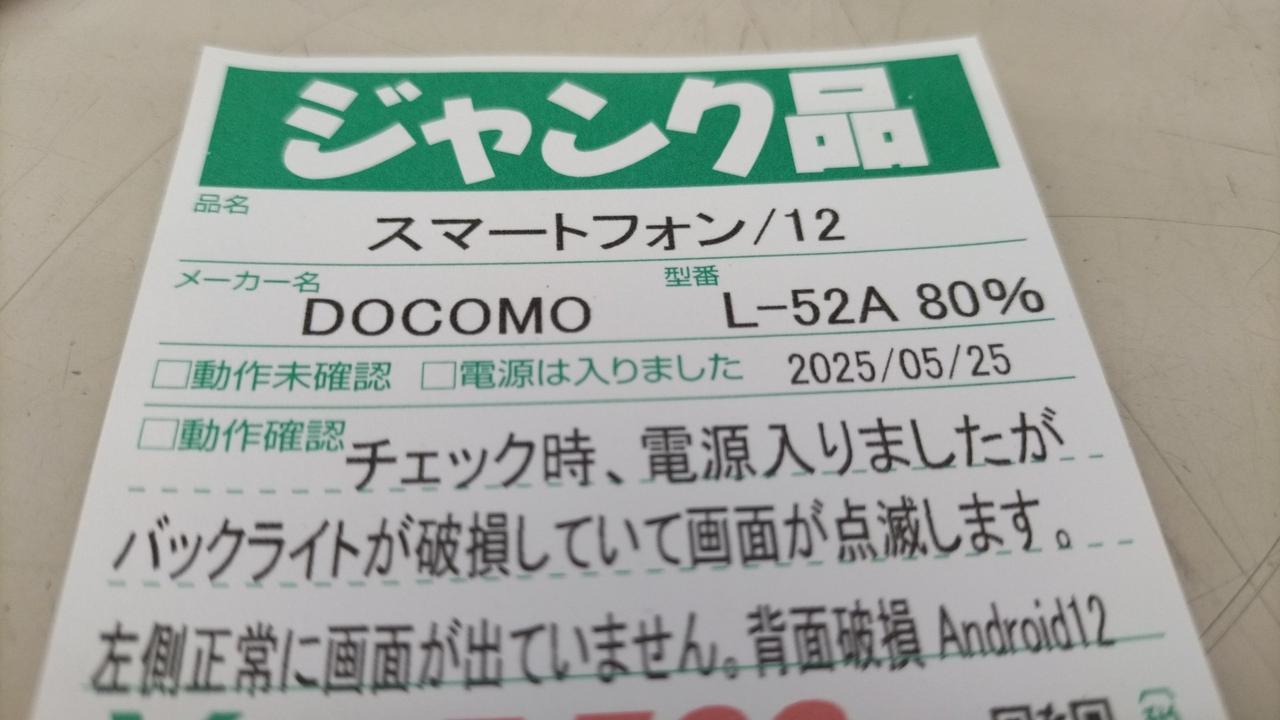 ジャンク品
品名
スマートフォン/12
メーカー名 型番
DOCOMO L-52A 80%
□動作未確認 □電源は入りました 2025/05/25
□動作確認 チェック時、電源入りましたが
バックライトが破損していて画面が点滅します。
左側正常に画面が出ていません。背面破損 Android12